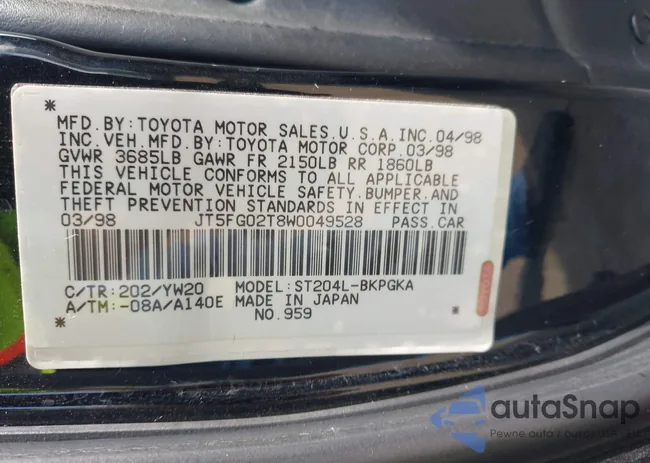 MFD.BY:TOYOTA MOTOR SALES.U.S.A.INC.04/98
INC.VEH.MFD.BY:TOYOTA MOTOR CORP.03/98
GVWR 3685LB GAWR FR 2150LB RR 1860LB
THIS VEHICLE CONFORMS TO ALL APPLICABLE
FEDERAL MOTOR VEHICLE SAFETY.BUMPER.AND
THEFT PREVENTION STANDARDS IN EFFECT IN
03/98 JT5FG02T8W0049528 PASS.CAR
C/TR:202/YW20 MODEL:ST204L-BKPGKA
A/TM:-08A/A140E MADE IN JAPAN
NO.959
autaSnap
Pewne auta